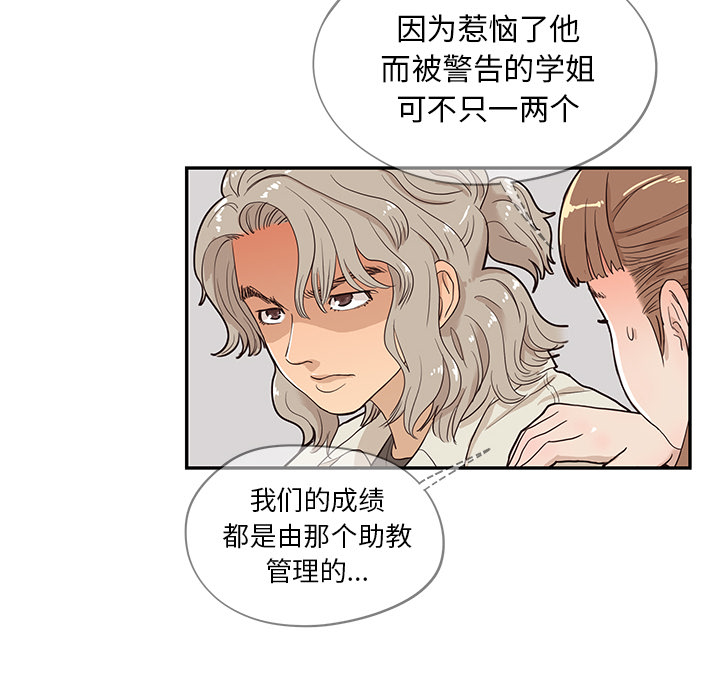 因为惹恼了他
而被警告的学姐
可不只一两个
我们的成绩
都是由那个助教
管理的...